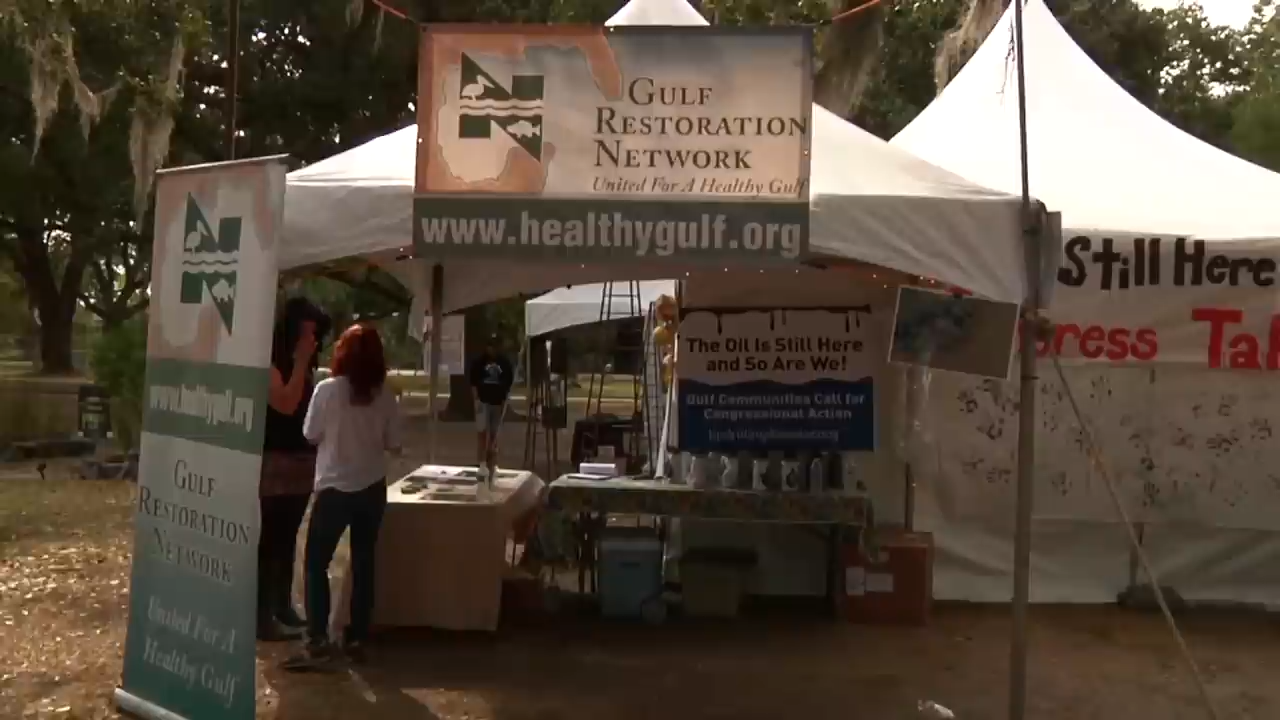 Gulf
Restoration
Network
United For A Healthy Gulf
www.healthygulf.org
www.healthygulf.org
Gulf
Restoration
Network
United For A
Healthy Gulf
The Oil Is Still Here
and So Are We!
Gulf Communities Call for
Congressional Action
Still Here
ress Ta